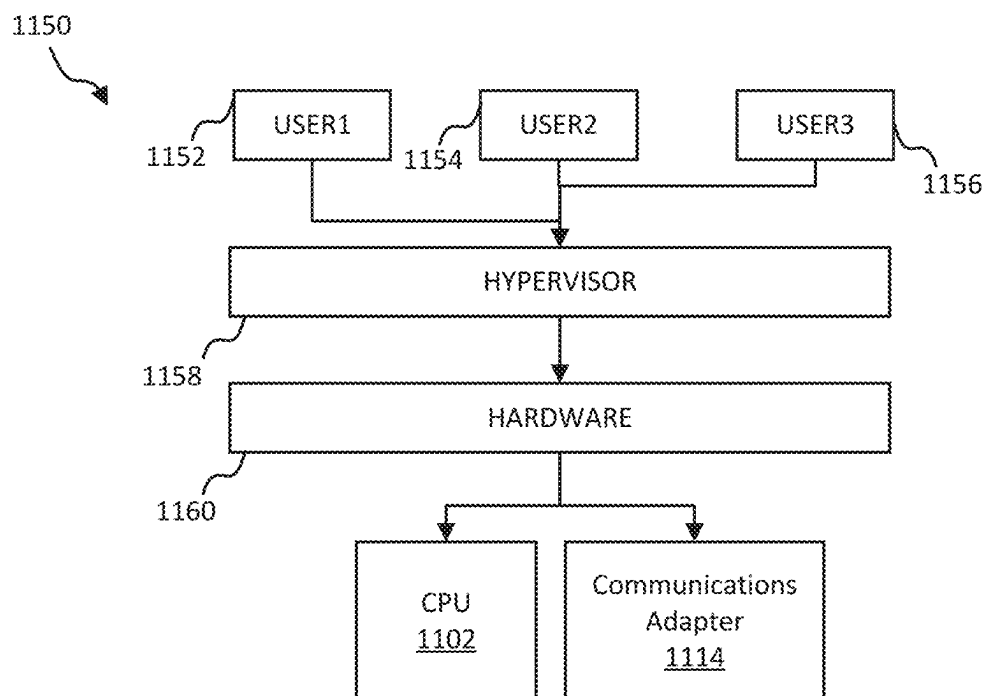 1150
USER1
USER2
USER3
1152
1154
1156
HYPERVISOR
1158
HARDWARE
1160
CPU
1102
Communications
Adapter
1114